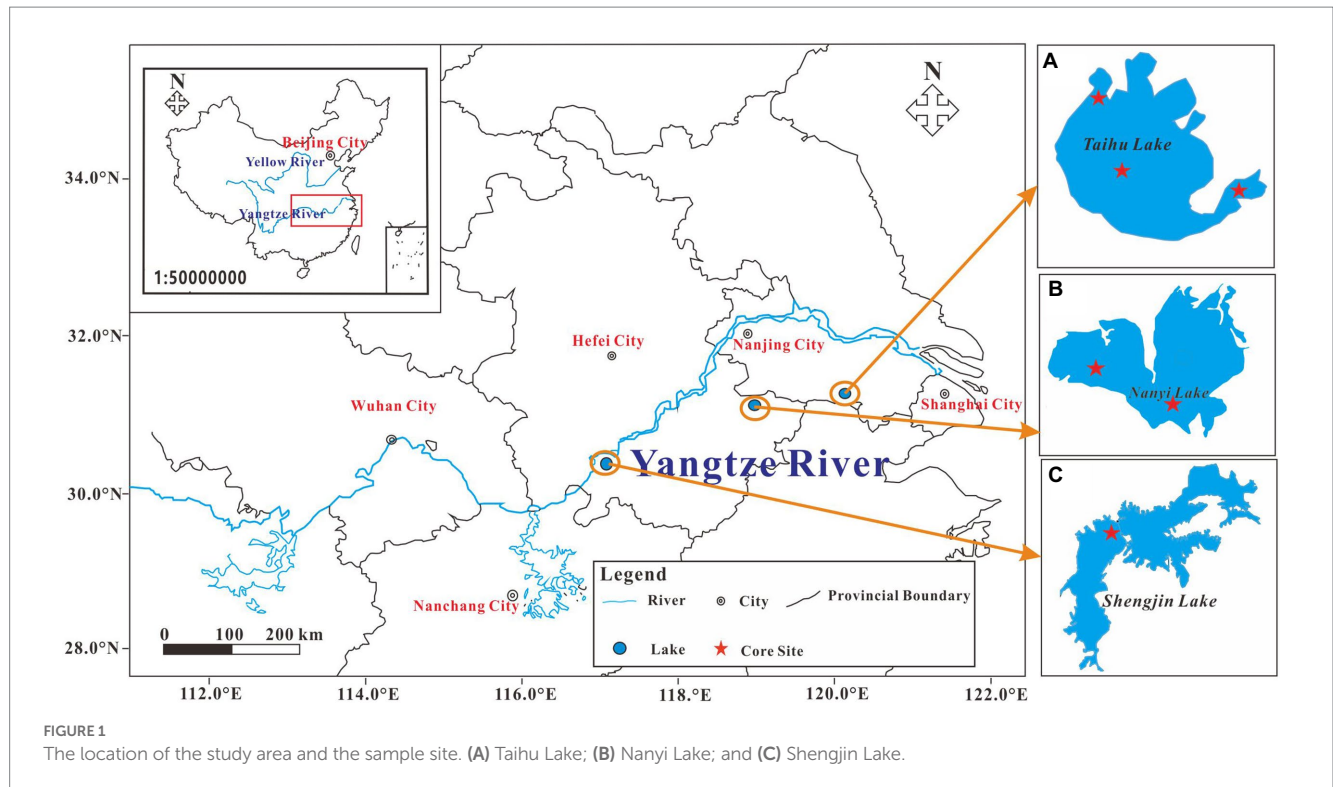 N
Beijing City
Yellow River
Yangtze River
1:50000000
N
34.0°N
32.0°N
30.0°N
28.0°N
Hefei City
Nanjing City
Shanghai City
Wuhan City
Yangtze River
Nanchang City
0 100 200 km
Legend
River City Provincial Boundary
Lake Core Site
112.0°E 114.0°E 116.0°E 118.0°E 120.0°E 122.0°E
A
Taihu Lake
B
Nanyi Lake
C
Shengjin Lake
FIGURE 1
The location of the study area and the sample site. (A) Taihu Lake; (B) Nanyi Lake; and (C) Shengjin Lake.